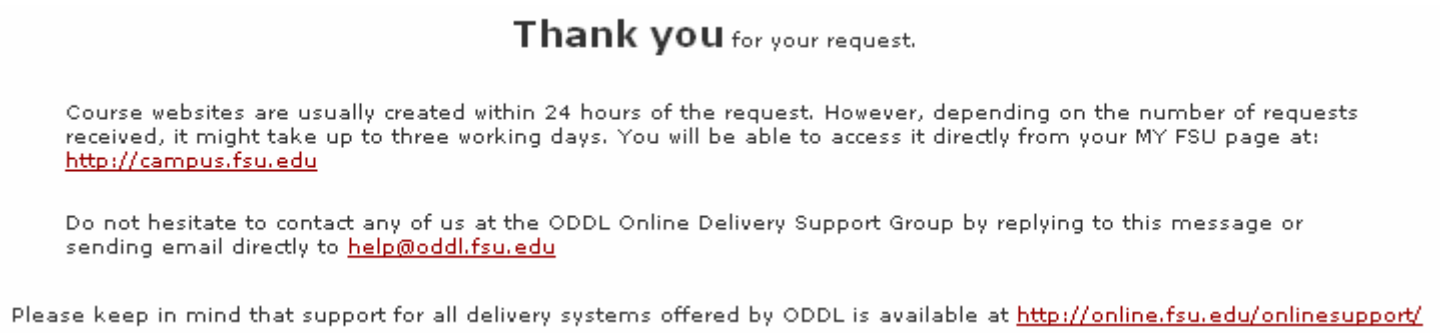 Thank you for your request.
Course websites are usually created within 24 hours of the request. However, depending on the number of requests
received, it might take up to three working days. You will be able to access it directly from your MY FSU page at:
http://campus.fsu.edu
Do not hesitate to contact any of us at the ODDL Online Delivery Support Group by replying to this message or
sending email directly to help@oddl.fsu.edu
Please keep in mind that support for all delivery systems offered by ODDL is available at http://online.fsu.edu/onlinesupport/